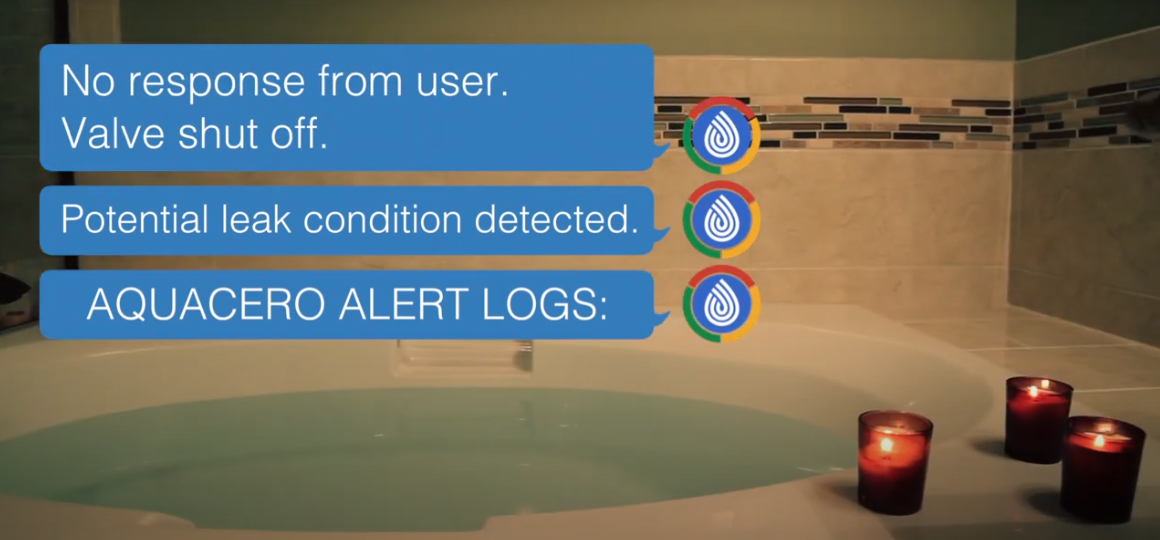 No response from user.
Valve shut off.
Potential leak condition detected.
AQUACERO ALERT LOGS: